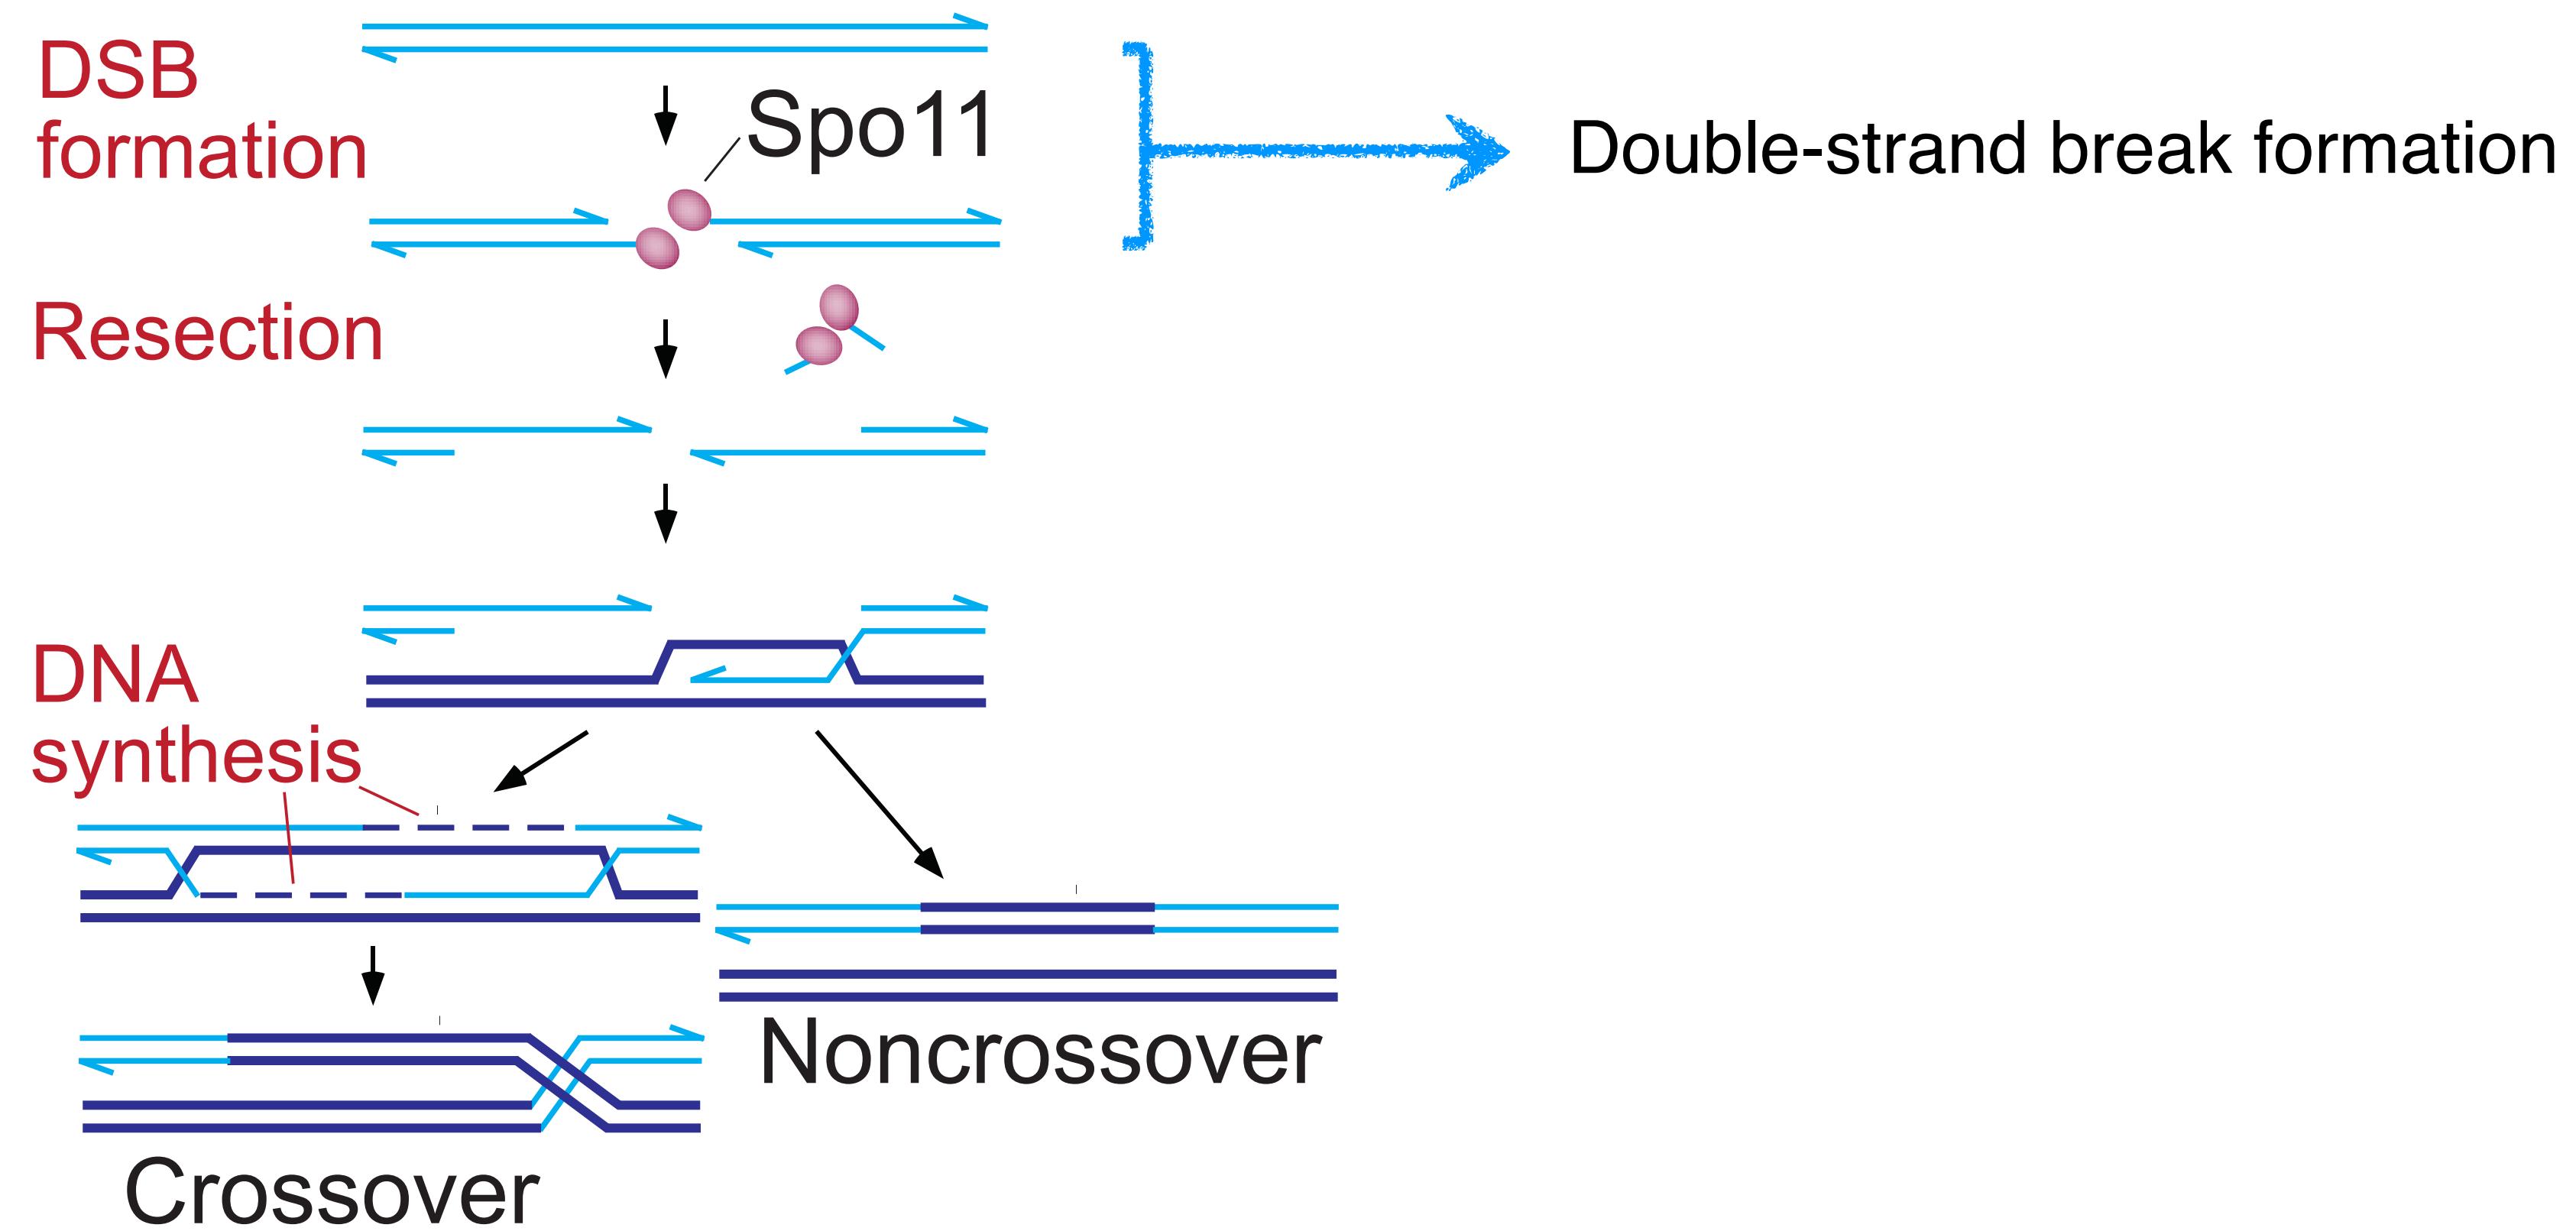 DSB
formation
Spo11
Double-strand break formation
Resection
DNA
synthesis
Noncrossover
Crossover